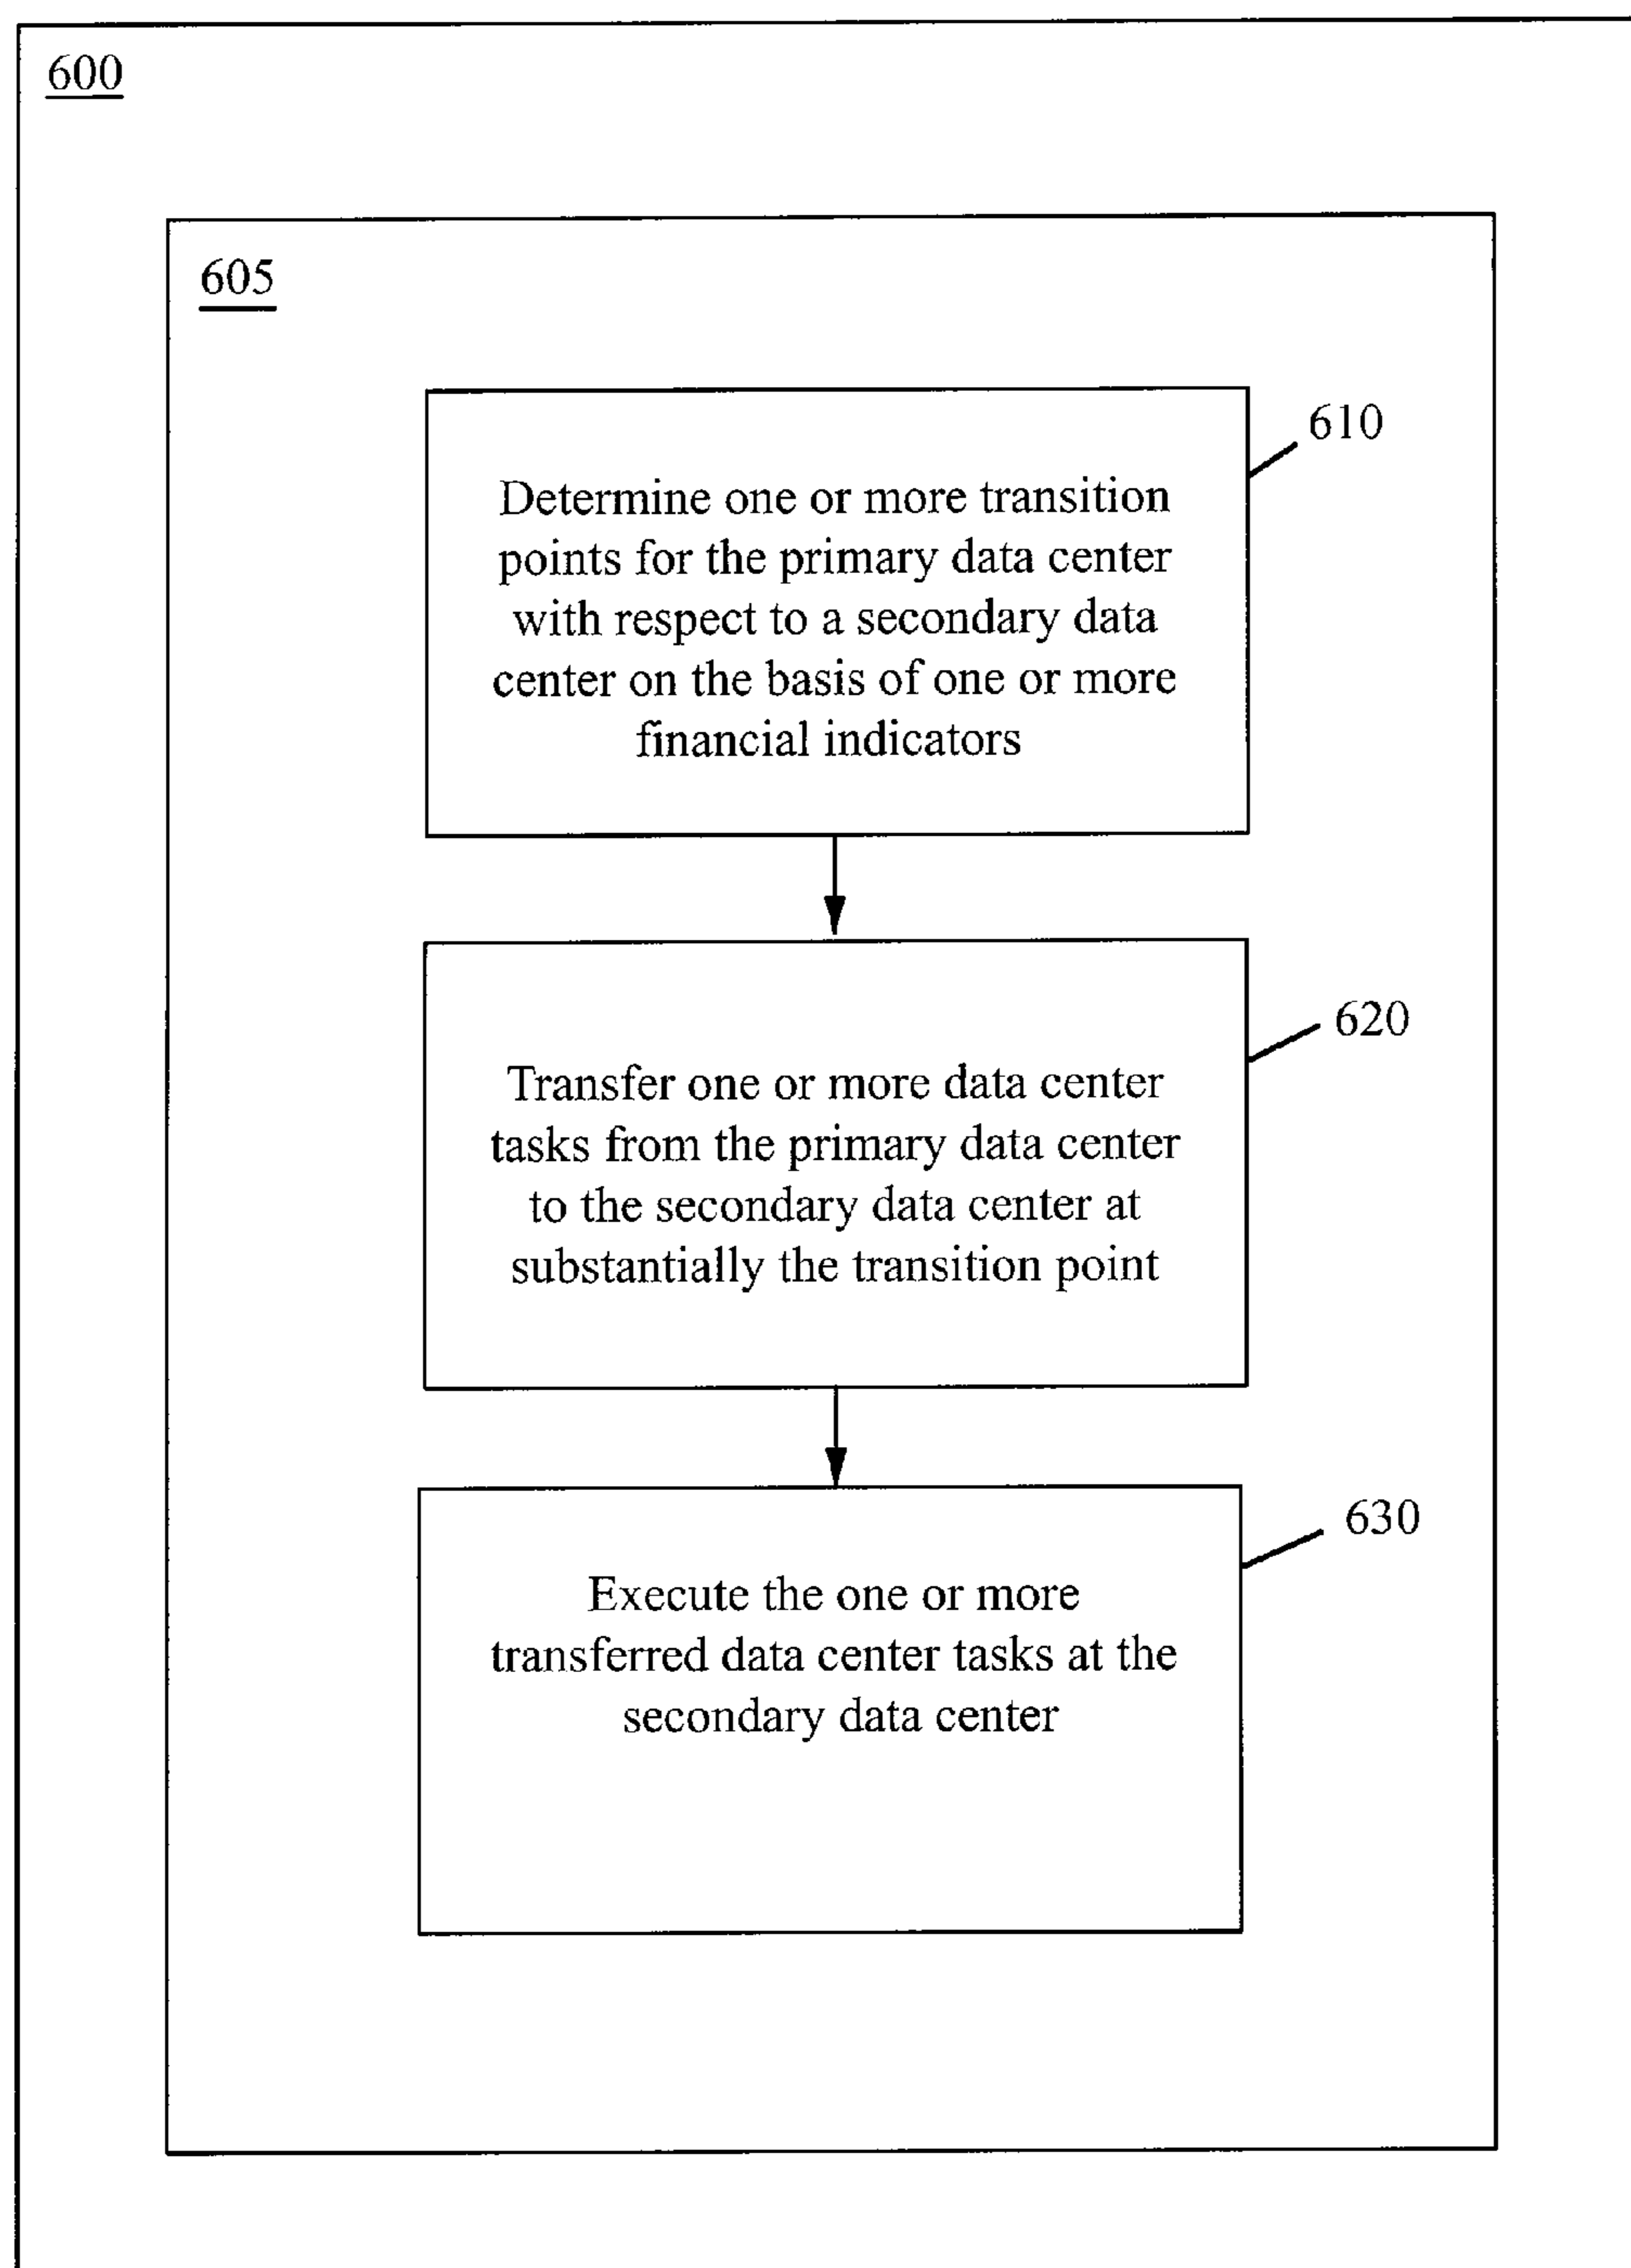 600
605
610
Determine one or more transition
points for the primary data center
with respect to a secondary data
center on the basis of one or more
financial indicators
620
Transfer one or more data center
tasks from the primary data center
to the secondary data center at
substantially the transition point
630
Execute the one or more
transferred data center tasks at the
secondary data center